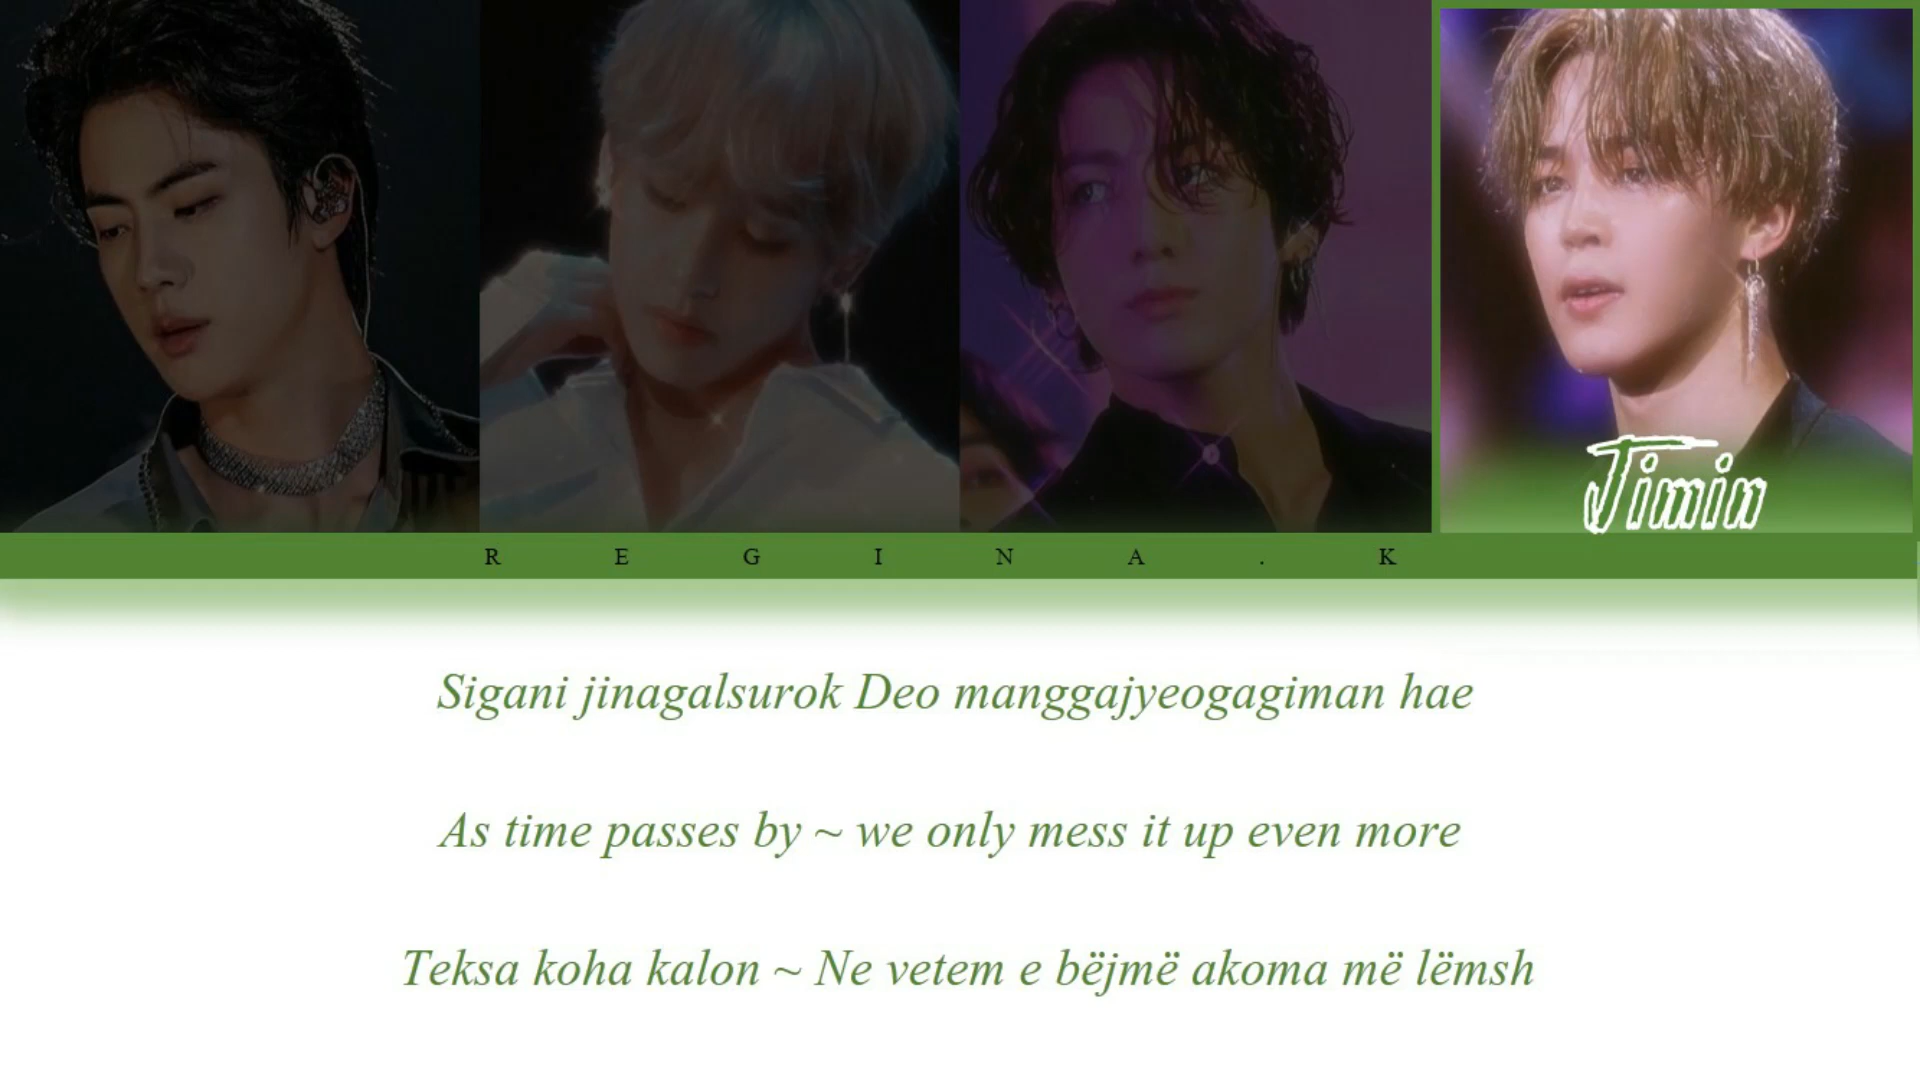 Jimin
R E G I N A . K
Sigani jinagalsurok Deo manggajyeogagiman hae
As time passes by ~ we only mess it up even more
Teksa koha kalon ~ Ne vetem e bëjmë akoma më lëmsh